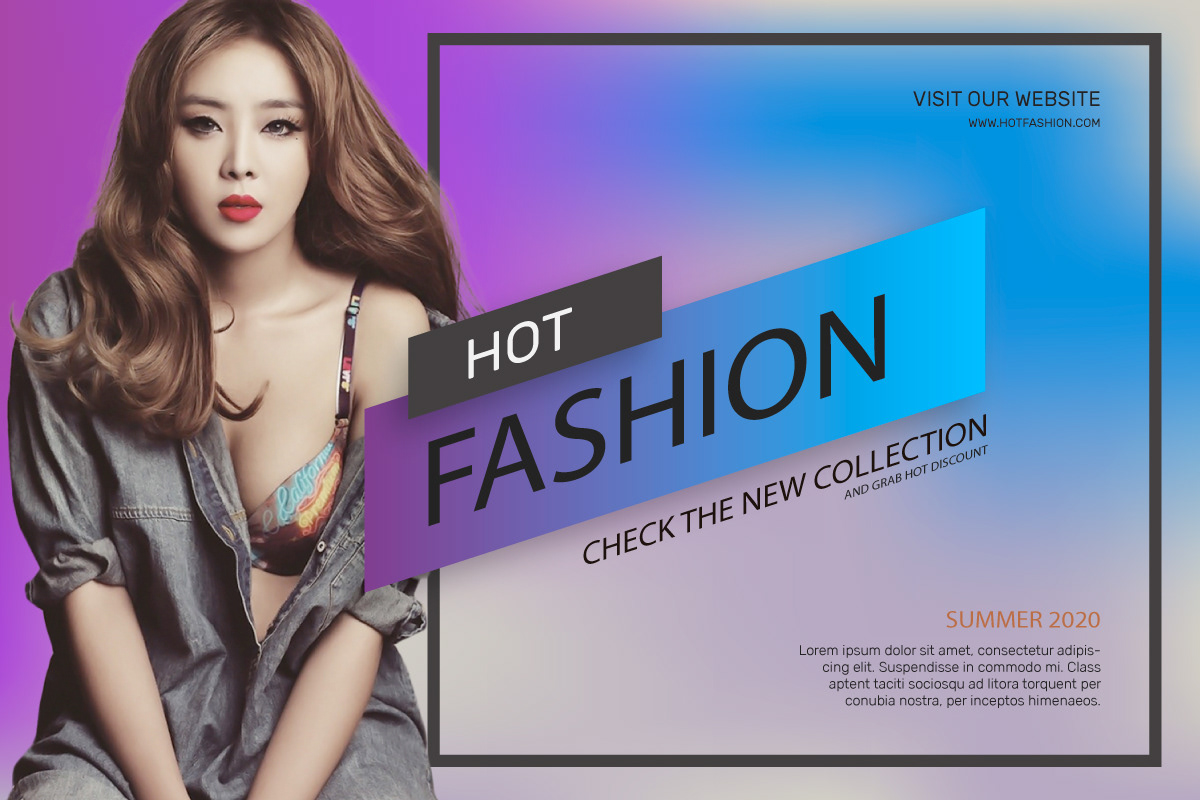 VISIT OUR WEBSITE
WWW.HOTFASHION.COM
HOT
FASHION
CHECK THE NEW COLLECTION
AND GRAB HOT DISCOUNT
SUMMER 2020
Lorem ipsum dolor sit amet, consectetur adipis-
cing elit. Suspendisse in commodo mi. Class
aptent taciti sociosqu ad litora torquent per
conubia nostra, per inceptos himenaeos.